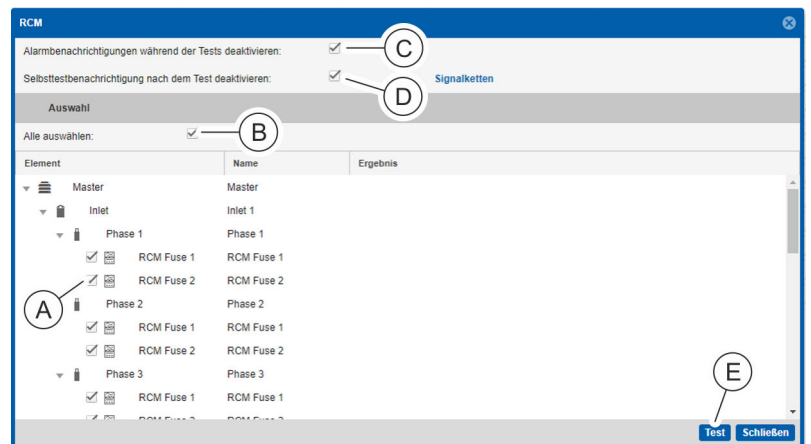 RCM
Alarmbenachrichtigungen während der Tests deaktivieren:
C
Selbsttestbenachrichtigung nach dem Test deaktivieren:
Signalketten
D
Auswahl
Alle auswählen:
B
Element Name Ergebnis
Master Master
Inlet Inlet 1
Phase 1 Phase 1
RCM Fuse 1 RCM Fuse 1
RCM Fuse 2 RCM Fuse 2
A
Phase 2 Phase 2
RCM Fuse 1 RCM Fuse 1
RCM Fuse 2 RCM Fuse 2
Phase 3 Phase 3
E
RCM Fuse 1 RCM Fuse 1
Test Schließen